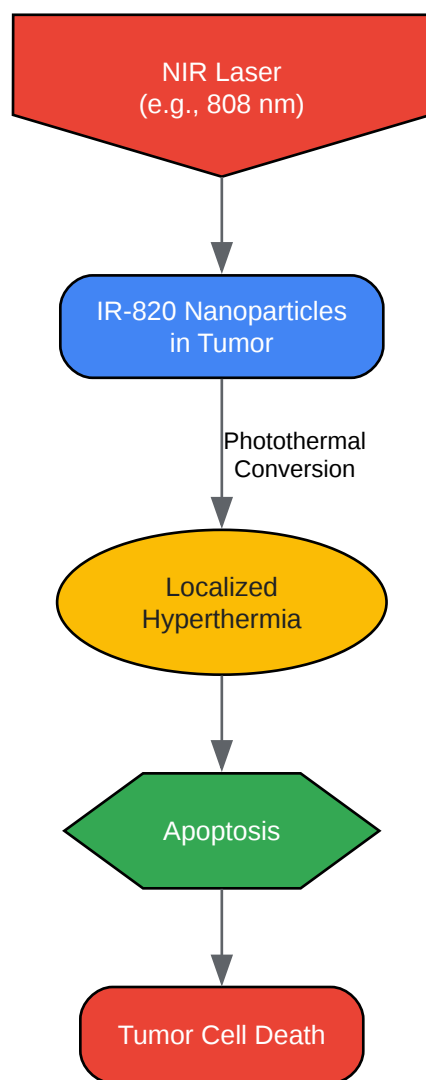 NIR Laser
(e.g., 808 nm)
IR-820 Nanoparticles
in Tumor
Photothermal
Conversion
Localized
Hyperthermia
Apoptosis
Tumor Cell Death